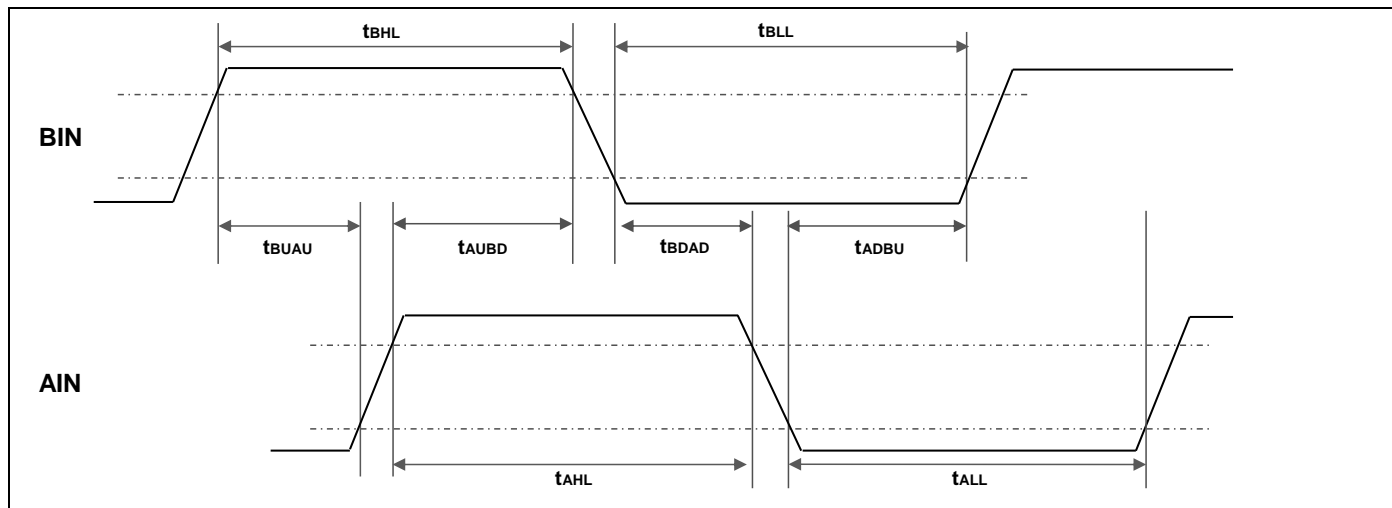 tBHL
tBLL
BIN
tBUAU
tAUBD
tBDAD
tADBU
AIN
tAHL
tALL